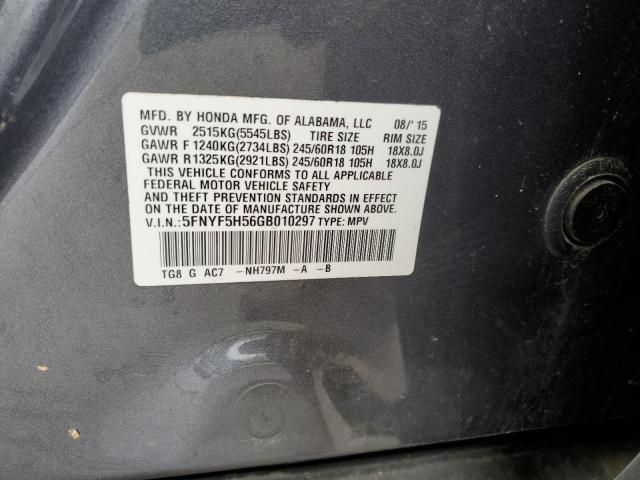 MFD. BY HONDA MFG. OF ALABAMA, LLC 08/'15
GVWR 2515KG(5545LBS) TIRE SIZE RIM SIZE
GAWR F 1240KG(2734LBS) 245/60R18 105H 18X8.0J
GAWR R1325KG(2921LBS) 245/60R18 105H 18X8.0J
THIS VEHICLE CONFORMS TO ALL APPLICABLE
FEDERAL MOTOR VEHICLE SAFETY
AND THEFT PREVENTION STANDARDS IN EFFECT
ON THE DATE OF MANUFACTURE SHOWN ABOVE.
V.I.N.:5FNYF5H56GB010297 TYPE: MPV
TG8 G AC7 -NH797M -A -B